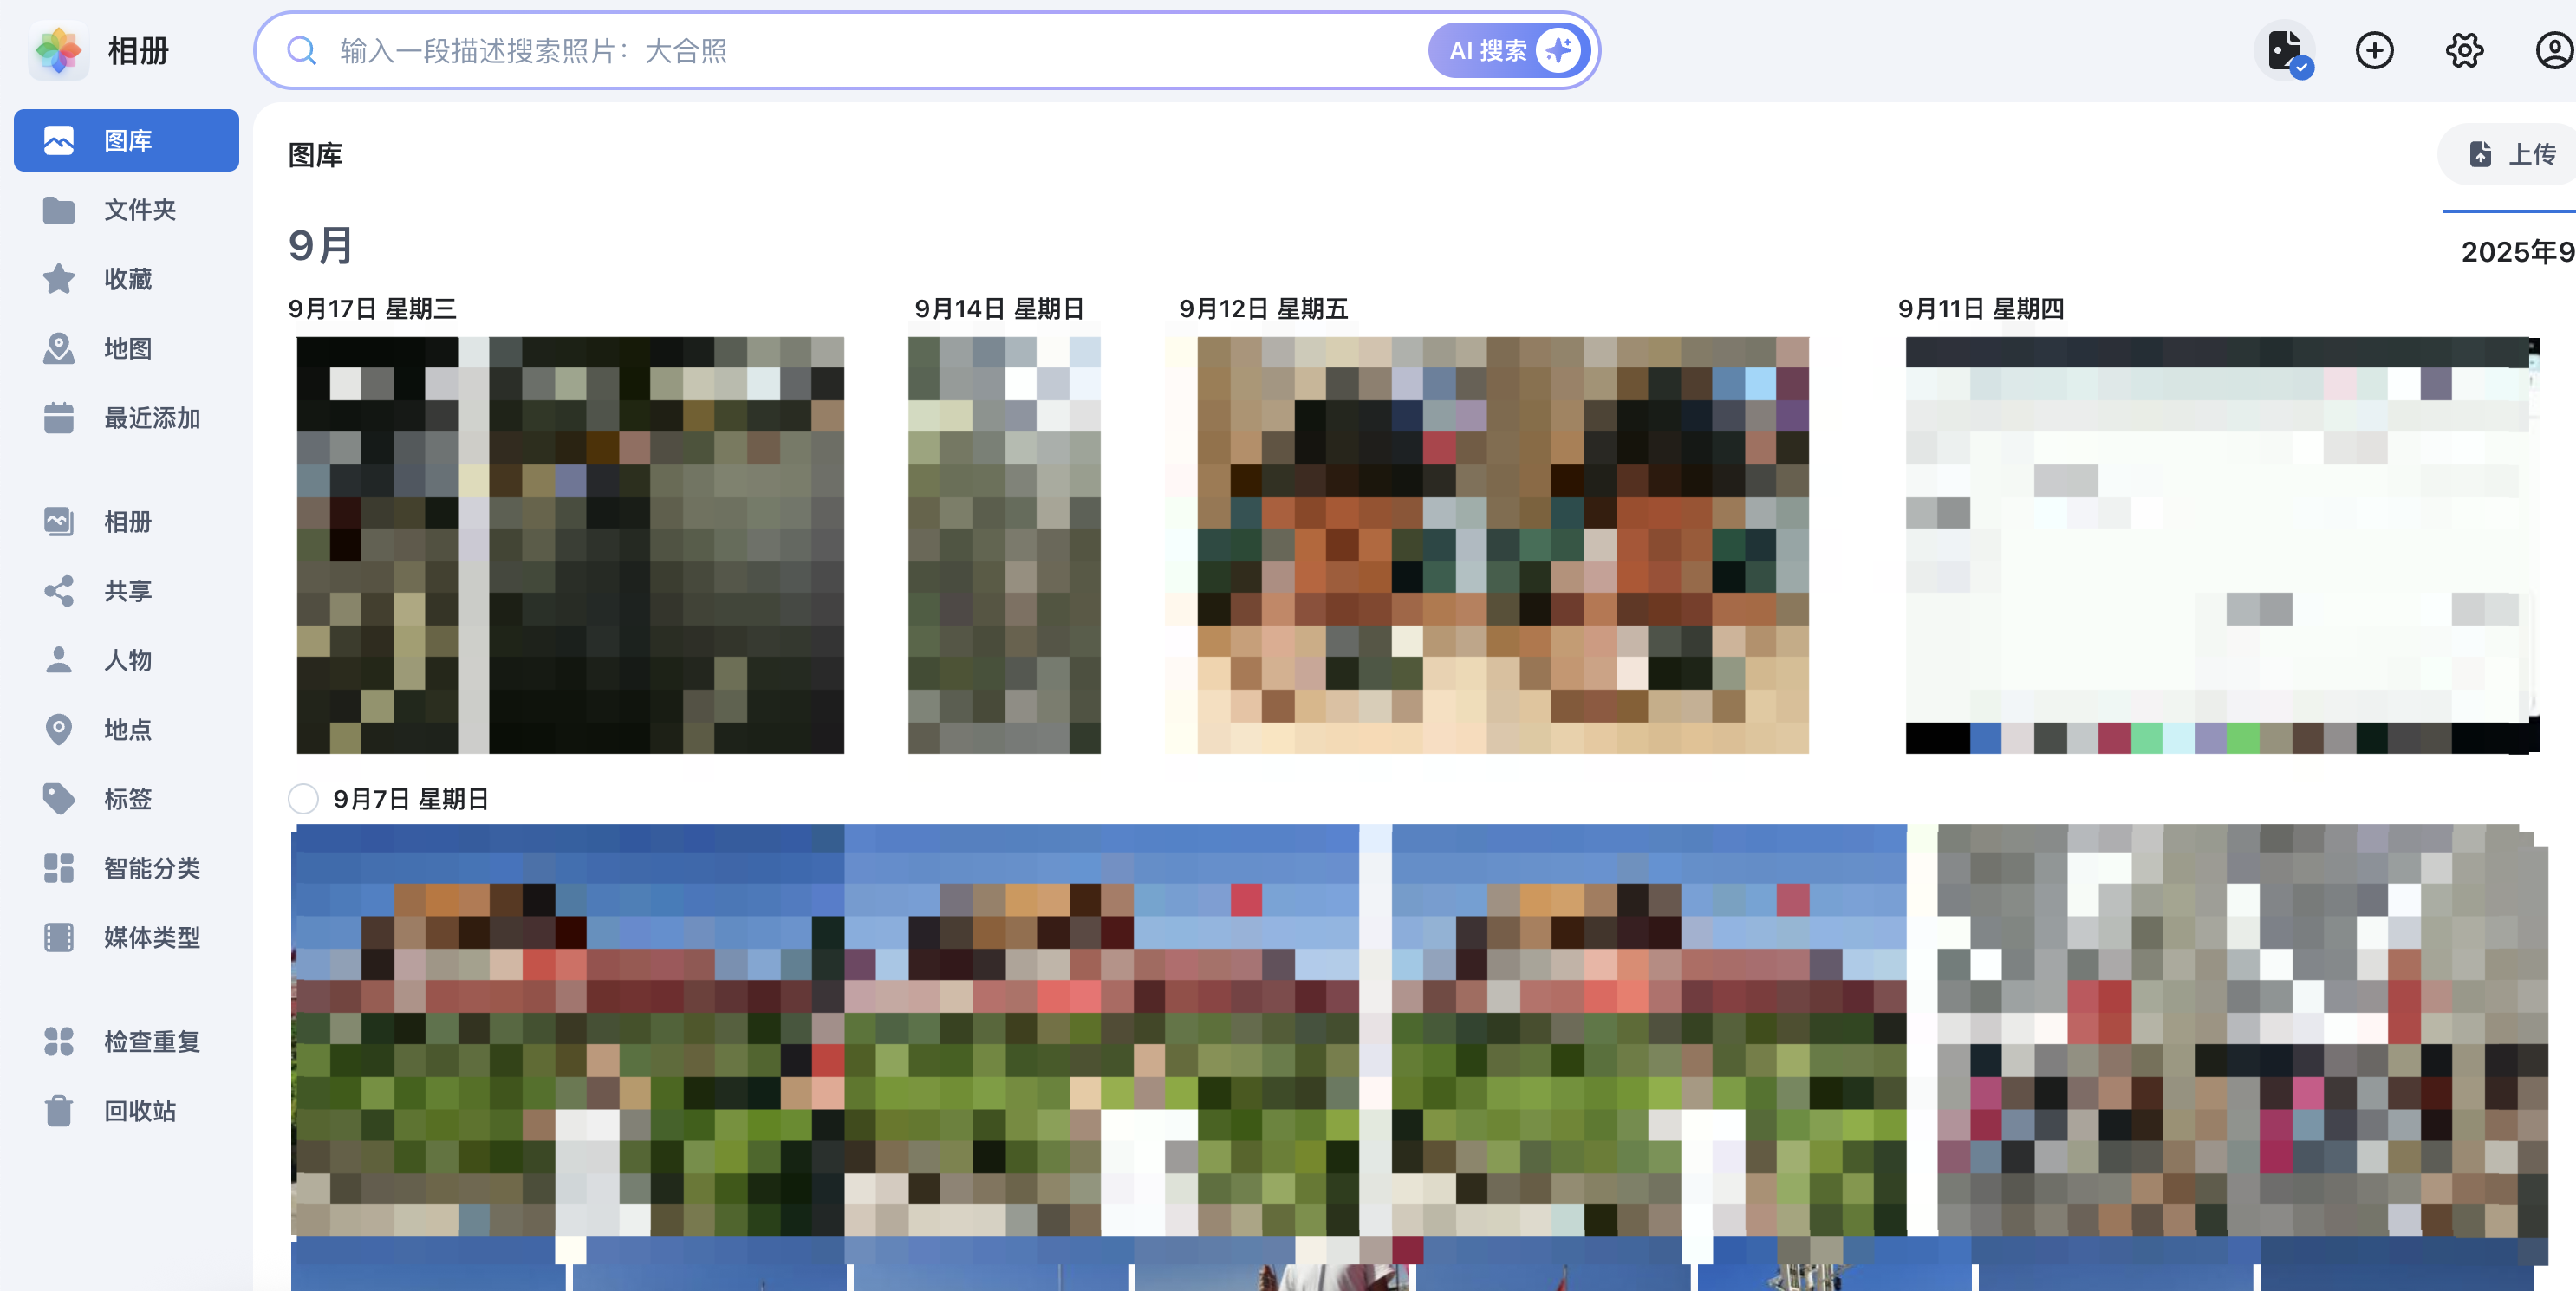 相册
输入一段描述搜索照片：大合照
AI 搜索
图库
文件夹
收藏
地图
最近添加
相册
共享
人物
地点
标签
智能分类
媒体类型
检查重复
回收站
图库
上传
9月
2025年9
9月17日 星期三
9月14日 星期日
9月12日 星期五
9月11日 星期四
9月7日 星期日